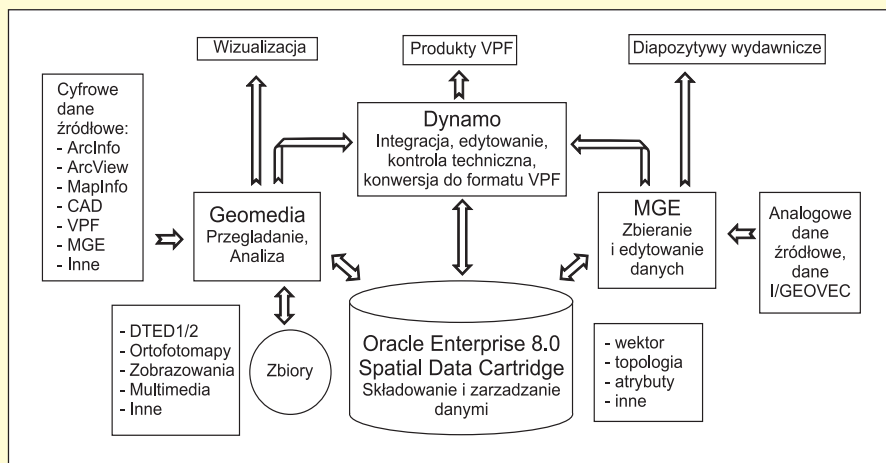 Wizualizacja
Produkty VPF
Diapozytywy wydawnicze
Cyfrowe
dane
źródłowe:
- ArcInfo
- ArcView
- MapInfo
- CAD
- VPF
- MGE
- Inne
Dynamo
Integracja, edytowanie,
kontrola techniczna,
konwersja do formatu VPF
Geomedia
Przegladanie,
Analiza
MGE
Zbieranie
i edytowanie
danych
Analogowe
dane
źródłowe,
dane
I/GEOVEC
- DTED1/2
- Ortofotomapy
- Zobrazowania
- Multimedia
- Inne
Zbiory
Oracle Enterprise 8.0
Spatial Data Cartridge
Składowanie i zarzadzanie
danymi
- wektor
- topologia
- atrybuty
- inne